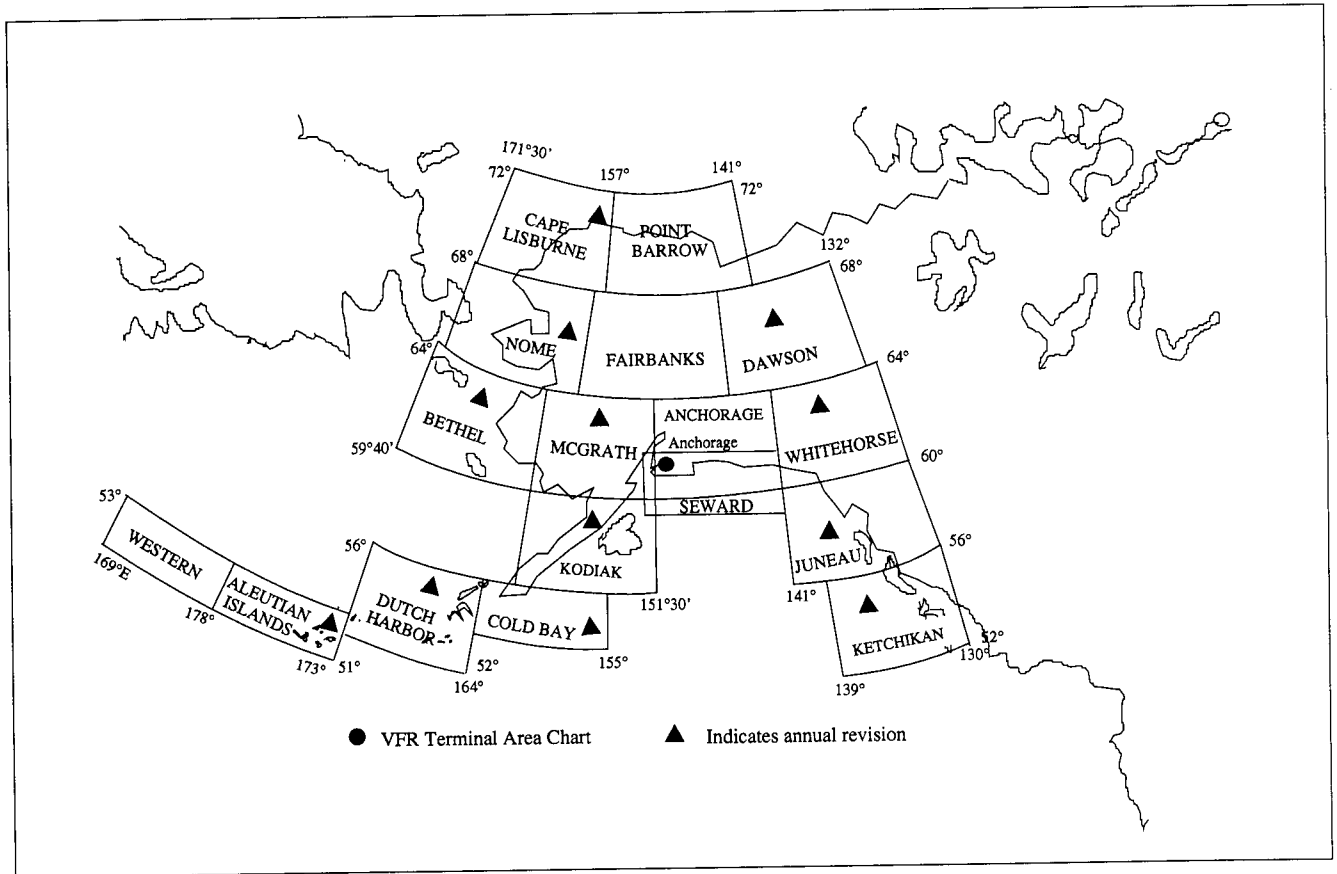 171°30'
72°
157°
141°
72°
CAPE
LISBURNE
POINT
BARROW
68°
132°
68°
NOME
FAIRBANKS
DAWSON
64°
64°
BETHEL
MCGRATH
ANCHORAGE
Anchorage
WHITEHORSE
59°40'
60°
SEWARD
53°
WESTERN
169°E
ALEUTIAN
ISLANDS
178°
173°
51°
56°
DUTCH
HARBOR
52°
164°
KODIAK
151°30'
COLD BAY
155°
JUNEAU
56°
141°
KETCHIKAN
52°
130°
139°
VFR Terminal Area Chart
Indicates annual revision